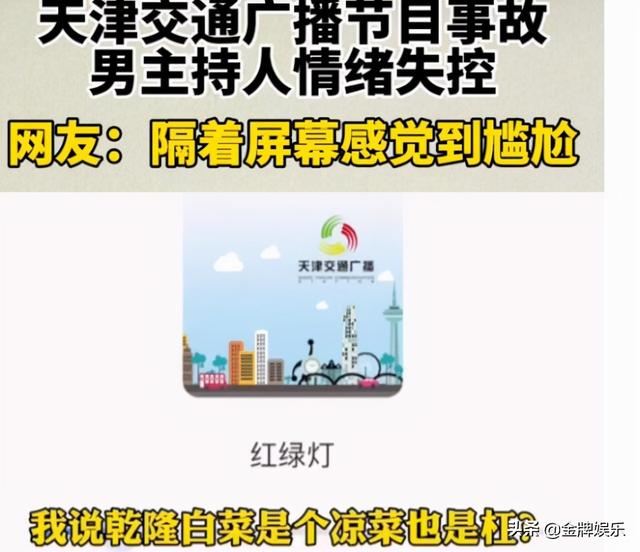 天津交通广播节目事故
男主持人情绪失控
网友：隔着屏幕感觉到尴尬
天津交通广播
红绿灯
我说乾隆白菜是个凉菜也是杠？
头条 @金牌娱乐